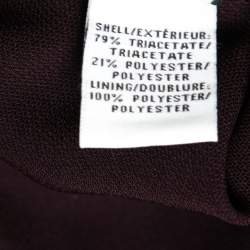 SHELL/EXTÉRIEUR:
79% TRIACETATE/
TRIACETATE
21% POLYESTER/
POLYESTER
LINING/DOUBLURE:
100% POLYESTER/
POLYESTER